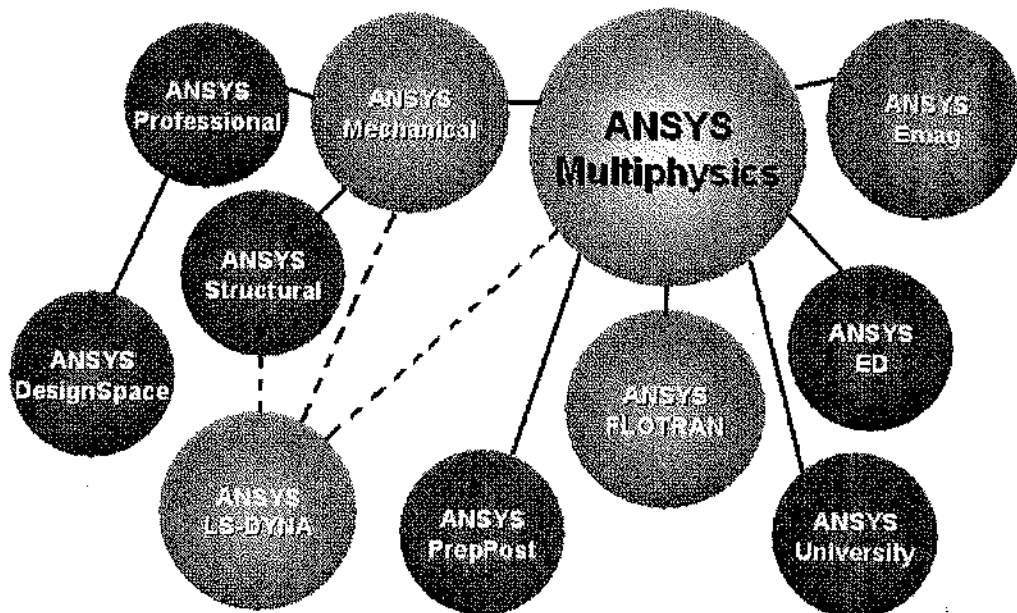 ANSYS
Professional
ANSYS
Mechanical
ANSYS
Multiphysics
ANSYS
Emag
ANSYS
Structural
ANSYS
DesignSpace
ANSYS
ED
ANSYS
FLOTRAN
ANSYS
LS-DYNA
ANSYS
PrepPost
ANSYS
University